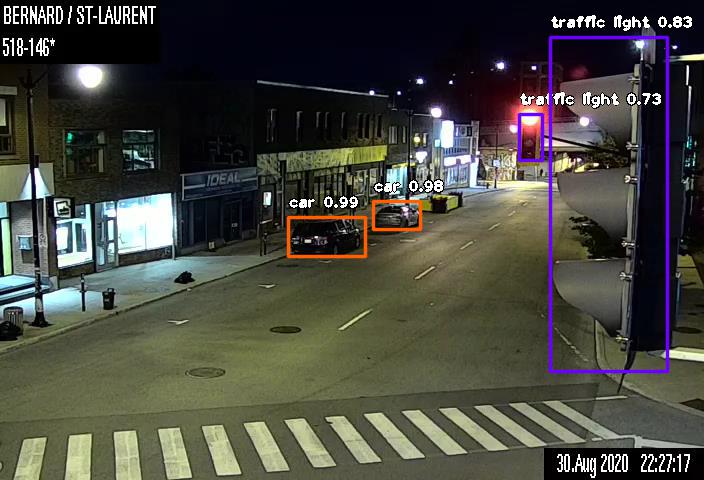 BERNARD / ST-LAURENT
518-146*
traffic light 0.83
traffic light 0.73
car 0.98
car 0.99
IDEAL
30.Aug 2020 22:27:17